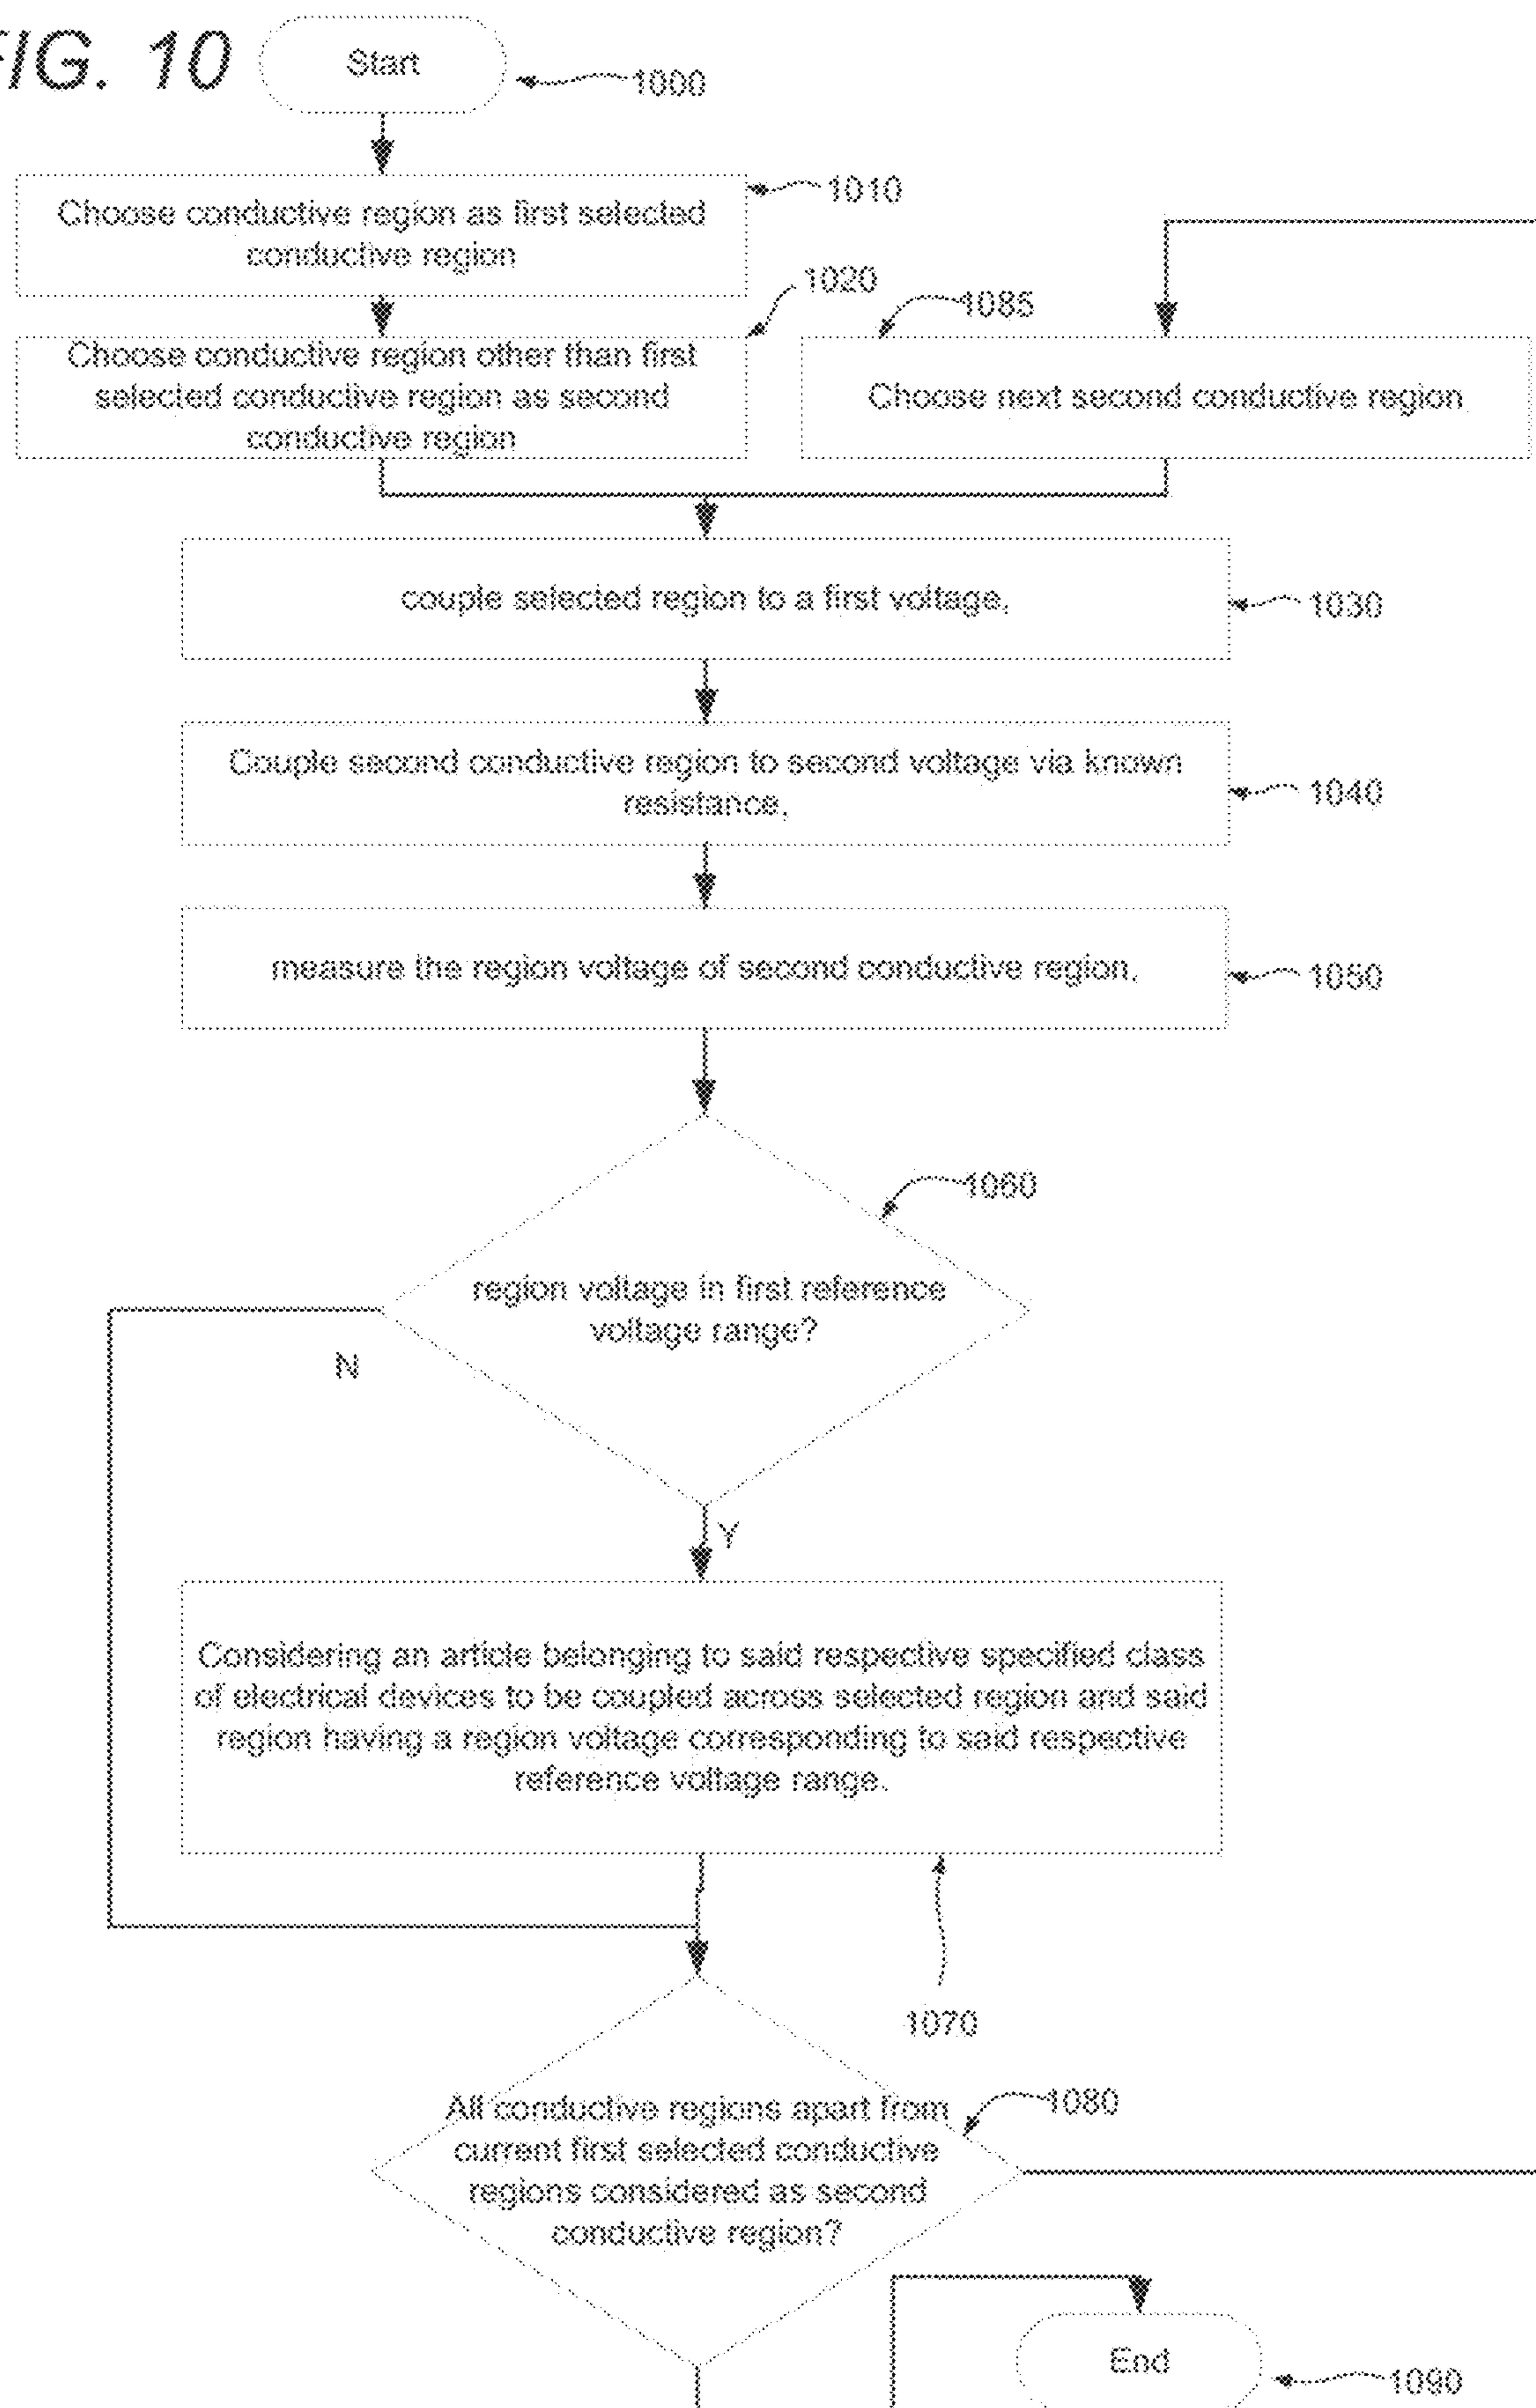 FIG. 10
Start
1000
1010
Choose conductive region as first selected
conductive region
1020
1085
Choose conductive region other than first
selected conductive region as second
conductive region
Choose next second conductive region
couple selected region to a first voltage,
1030
Couple second conductive region to second voltage via known
resistance,
1040
measure the region voltage of second conductive region,
1050
1060
region voltage in first reference
voltage range?
N
Y
Considering an article belonging to said respective specified class
of electrical devices to be coupled across selected region and said
region having a region voltage corresponding to said respective
reference voltage range.
1070
1080
All conductive regions apart from
current first selected conductive
regions considered as second
conductive region?
End
1090